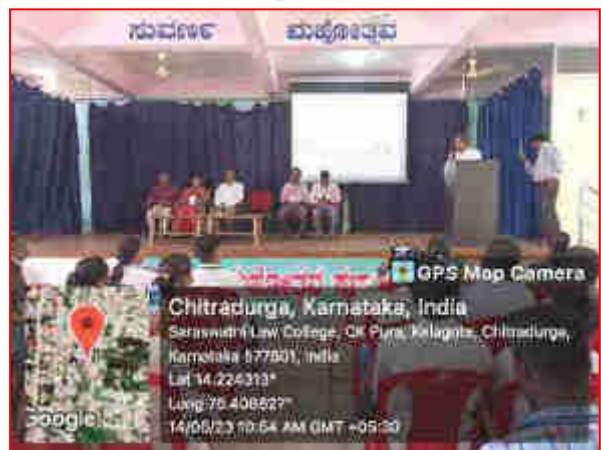 ಸುವರ್ಣ ಮಹೋತ್ಸವ
GPS Map Camera
Chitradurga, Karnataka, India
Saraswathi Law College, CK Pura, Kelagote, Chitradurga,
Karnataka 577501, India
Lat 14.224313°
Long 76.408627°
14/06/23 10:54 AM GMT +05:30
Google